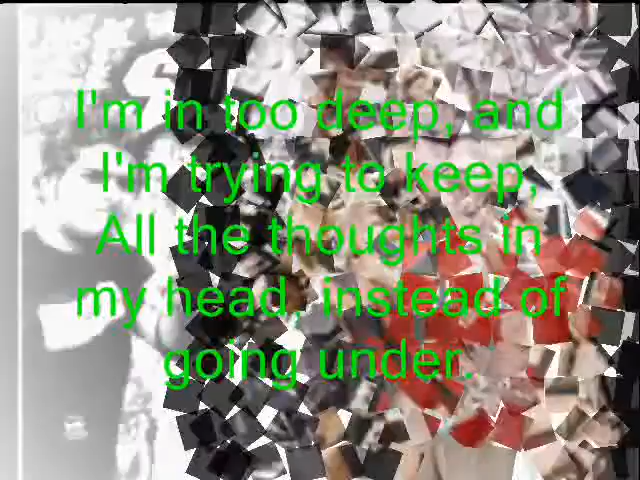 I'm in too deep, and
I'm trying to keep,
All the thoughts in
my head, instead of
going under.